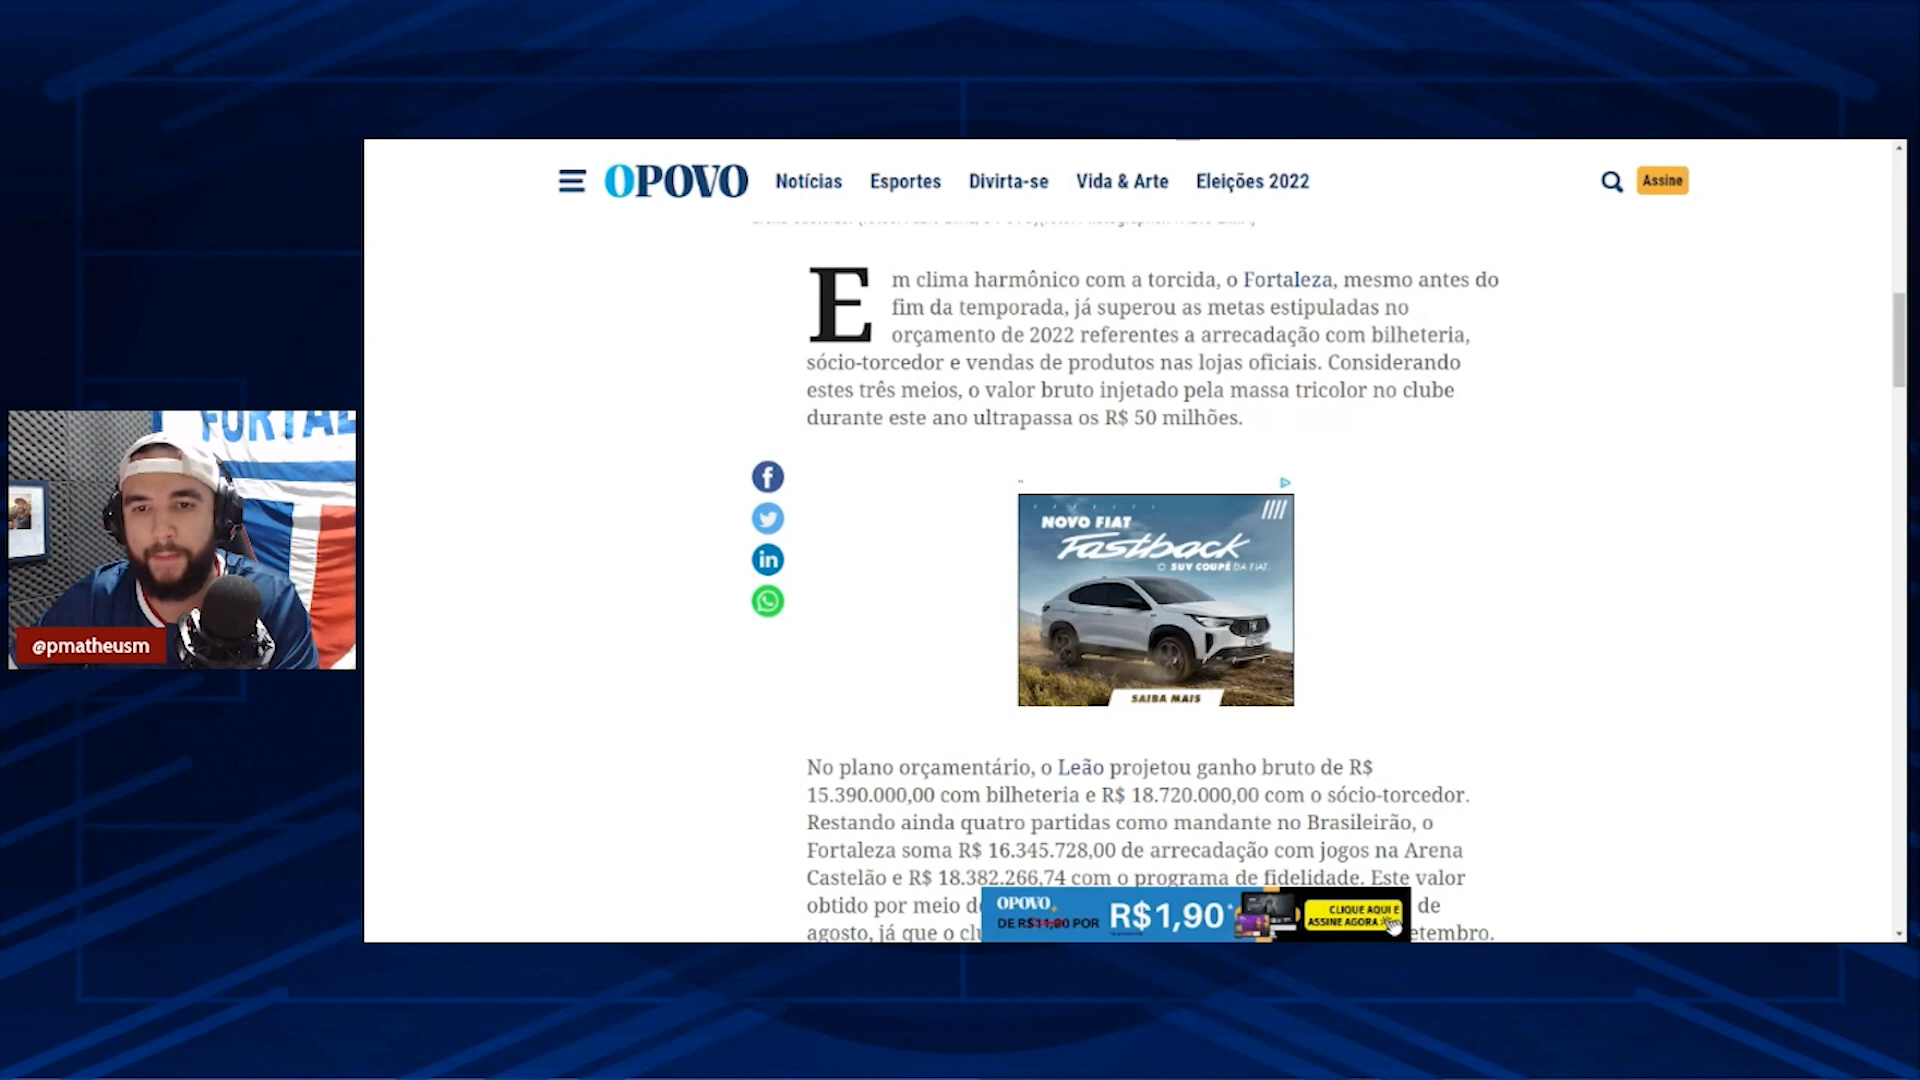 OPOVO Notícias Esportes Divirta-se Vida & Arte Eleições 2022 Assine
Em clima harmônico com a torcida, o Fortaleza, mesmo antes do
fim da temporada, já superou as metas estipuladas no
orçamento de 2022 referentes a arrecadação com bilheteria,
sócio-torcedor e vendas de produtos nas lojas oficiais. Considerando
estes três meios, o valor bruto injetado pela massa tricolor no clube
durante este ano ultrapassa os R$ 50 milhões.
FORTAL
@pmatheusm
NOVO FIAT
Fastback
O SUV COUPÉ DA FIAT.
SAIBA MAIS
No plano orçamentário, o Leão projetou ganho bruto de R$
15.390.000,00 com bilheteria e R$ 18.720.000,00 com o sócio-torcedor.
Restando ainda quatro partidas como mandante no Brasileirão, o
Fortaleza soma R$ 16.345.728,00 de arrecadação com jogos na Arena
Castelão e R$ 18.382.266,74 com o programa de fidelidade. Este valor
obtido por meio d de
agosto, já que o cl etembro.
OPOVO+
DE R$11,90 POR R$1,90
CLIQUE AQUI E
ASSINE AGORA